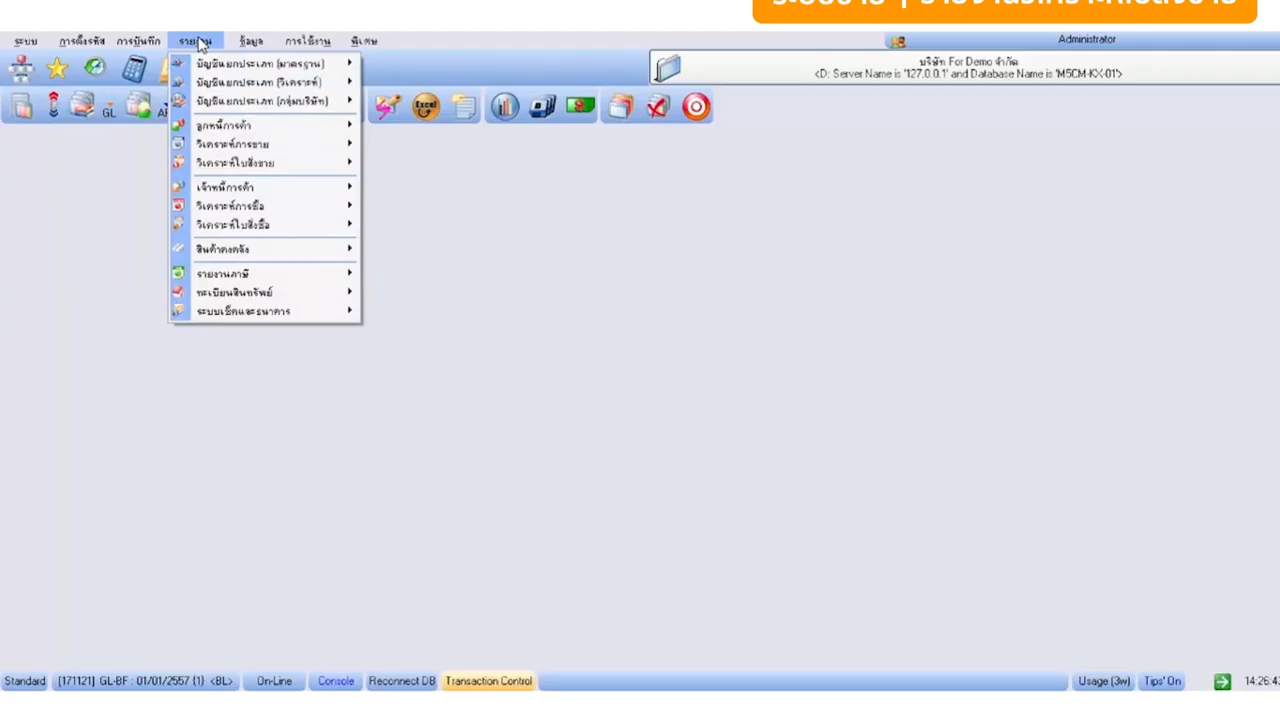 ระบบ การตั้งรหัส การบันทึก รายงาน ข้อมูล การใช้งาน พิเศษ
Administrator
บริษัท For Demo จำกัด
<D: Server Name is '127.0.0.1' and Database Name is 'M5CM-KX-01'>
GL
บัญชีแยกประเภท (มาตรฐาน)
บัญชีแยกประเภท (วิเคราะห์)
บัญชีแยกประเภท (กลุ่มบริษัท)
Excel
ลูกหนี้การค้า
วิเคราะห์การขาย
วิเคราะห์ใบสั่งขาย
เจ้าหนี้การค้า
วิเคราะห์การซื้อ
วิเคราะห์ใบสั่งซื้อ
สินค้าคงคลัง
รายงานภาษี
ทะเบียนสินทรัพย์
ระบบเช็คและธนาคาร
Standard [171121] GL-BF : 01/01/2557 {1} <BL> On-Line Console Reconnect DB Transaction Control Usage (3w) Tips' On 14:26:4